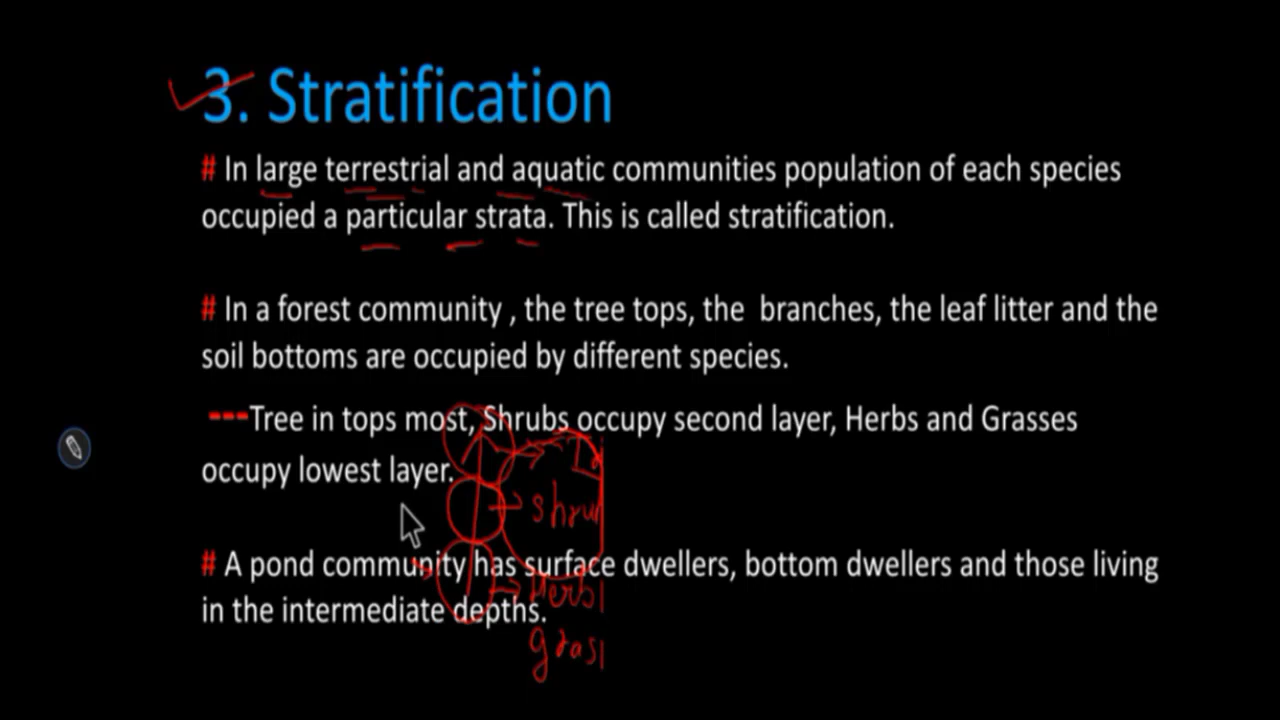 3. Stratification
# In large terrestrial and aquatic communities population of each species
occupied a particular strata. This is called stratification.
# In a forest community , the tree tops, the branches, the leaf litter and the
soil bottoms are occupied by different species.
---Tree in tops most, Shrubs occupy second layer, Herbs and Grasses
occupy lowest layer.
shru
# A pond community has surface dwellers, bottom dwellers and those living
in the intermediate depths.
Herbs
gras